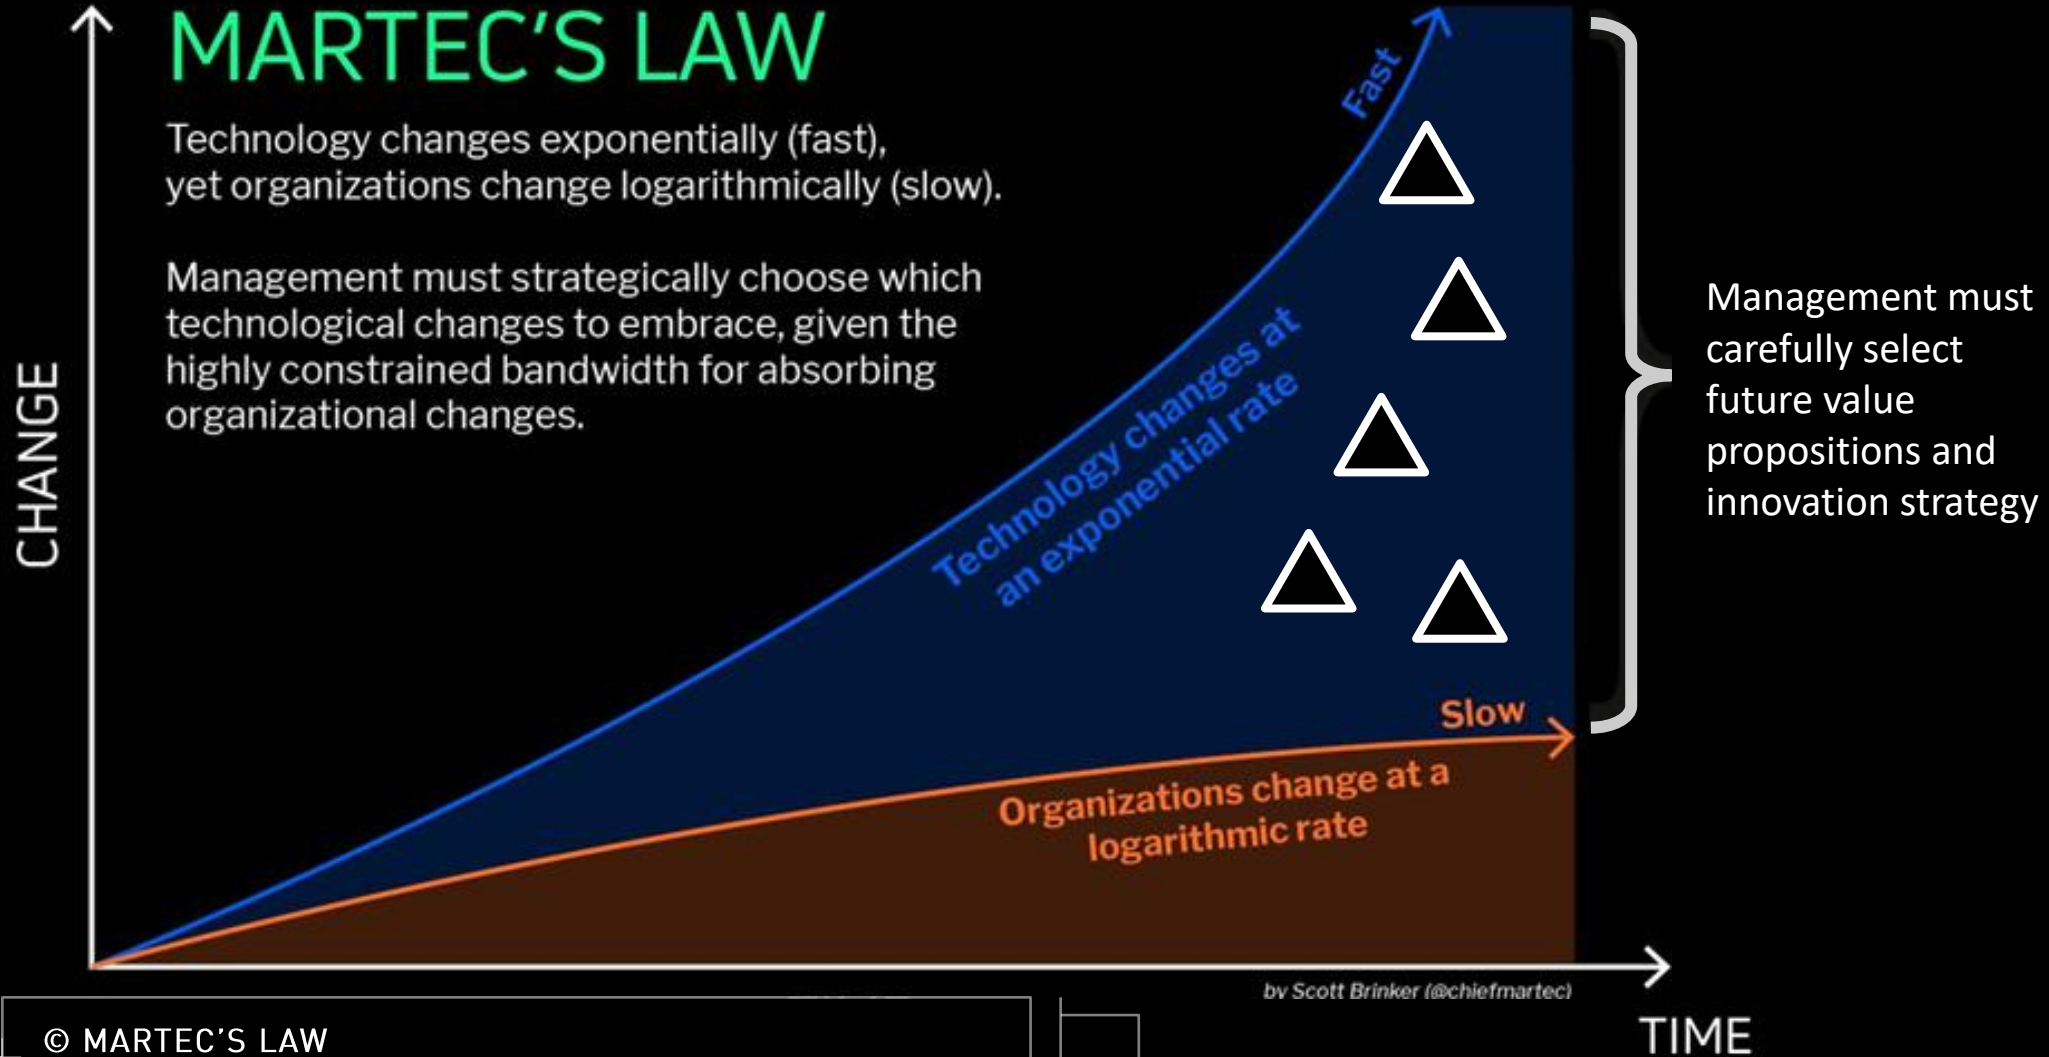 MARTEC'S LAW
Technology changes exponentially (fast),
yet organizations change logarithmically (slow).
Management must strategically choose which
technological changes to embrace, given the
highly constrained bandwidth for absorbing
organizational changes.
CHANGE
Fast
Technology changes at
an exponential rate
Management must
carefully select
future value
propositions and
innovation strategy
Slow
Organizations change at a
logarithmic rate
by Scott Brinker (@chiefmartec)
TIME
© MARTEC'S LAW